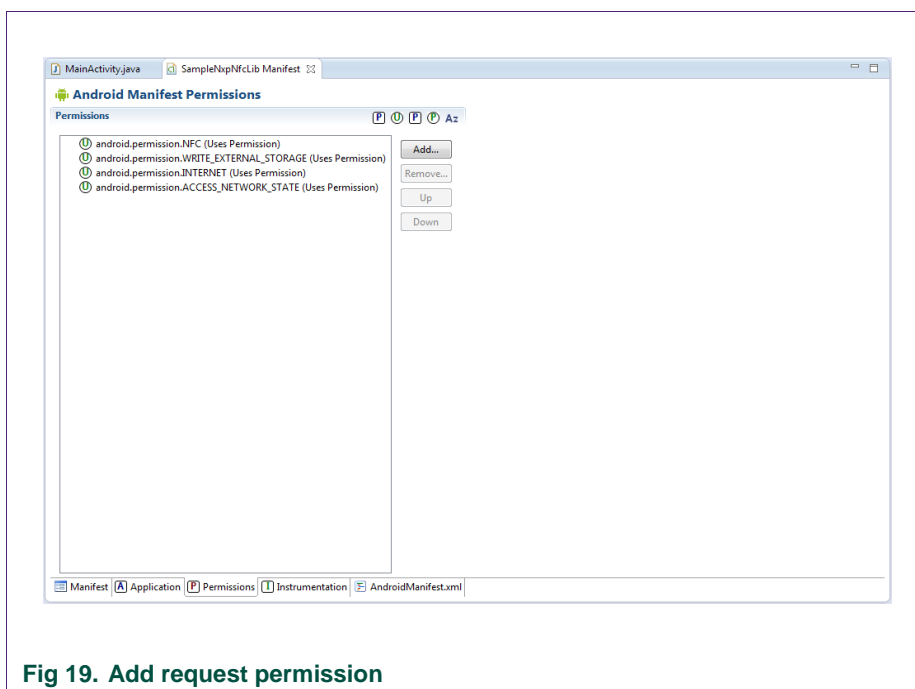 MainActivity.java SampleNxpNfcLib Manifest
Android Manifest Permissions
Permissions P U P P Az
U android.permission.NFC (Uses Permission)
U android.permission.WRITE_EXTERNAL_STORAGE (Uses Permission)
U android.permission.INTERNET (Uses Permission)
U android.permission.ACCESS_NETWORK_STATE (Uses Permission)
Add...
Remove...
Up
Down
Manifest A Application P Permissions I Instrumentation F AndroidManifest.xml
Fig 19. Add request permission